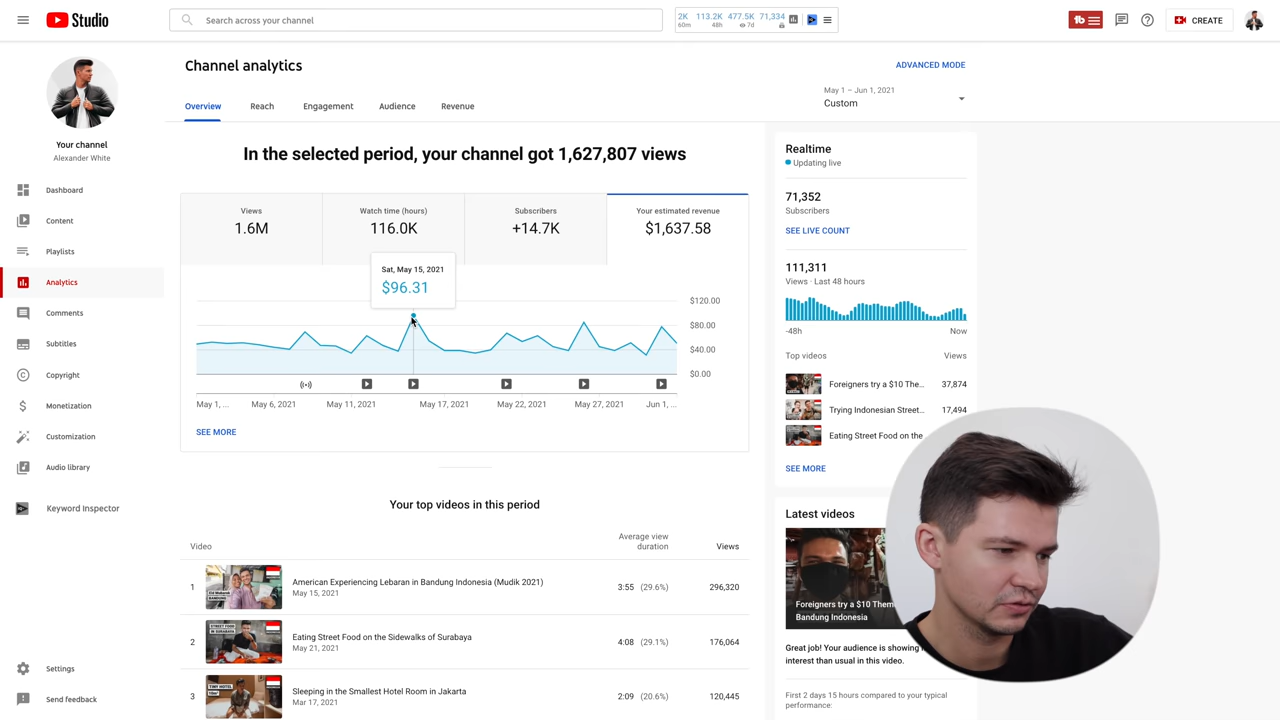 Studio
Search across your channel
2K 113.2K 477.5K 71,334
60m 48h 7d
CREATE
Your channel
Alexander White
Dashboard
Content
Playlists
Analytics
Comments
Subtitles
Copyright
Monetization
Customization
Audio library
Keyword Inspector
Settings
Send feedback
Channel analytics
ADVANCED MODE
Overview Reach Engagement Audience Revenue
May 1 – Jun 1, 2021
Custom
In the selected period, your channel got 1,627,807 views
Views
1.6M
Watch time (hours)
116.0K
Subscribers
+14.7K
Your estimated revenue
$1,637.58
Sat, May 15, 2021
$96.31
$120.00
$80.00
$40.00
$0.00
May 1, ... May 6, 2021 May 11, 2021 May 17, 2021 May 22, 2021 May 27, 2021 Jun 1, ...
SEE MORE
Your top videos in this period
Video Average view duration Views
1 American Experiencing Lebaran in Bandung Indonesia (Mudik 2021) 3:55 (29.6%) 296,320
May 15, 2021
2 Eating Street Food on the Sidewalks of Surabaya 4:08 (29.1%) 176,064
May 21, 2021
3 Sleeping in the Smallest Hotel Room in Jakarta 2:09 (20.6%) 120,445
Mar 17, 2021
Realtime
Updating live
71,352
Subscribers
SEE LIVE COUNT
111,311
Views · Last 48 hours
-48h Now
Top videos Views
Foreigners try a $10 The... 37,874
Trying Indonesian Street... 17,494
Eating Street Food on the
SEE MORE
Latest videos
Foreigners try a $10 Them
Bandung Indonesia
Great job! Your audience is showing
interest than usual in this video.
First 2 days 15 hours compared to your typical
performance: